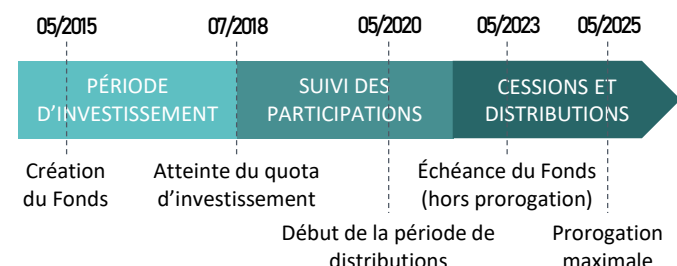 05/2015 07/2018 05/2020 05/2023 05/2025
PÉRIODE
D'INVESTISSEMENT
SUIVI DES
PARTICIPATIONS
CESSIONS ET
DISTRIBUTIONS
Création
du Fonds
Atteinte du quota
d'investissement
Échéance du Fonds
(hors prorogation)
Début de la période de
distributions
Prorogation
maximale